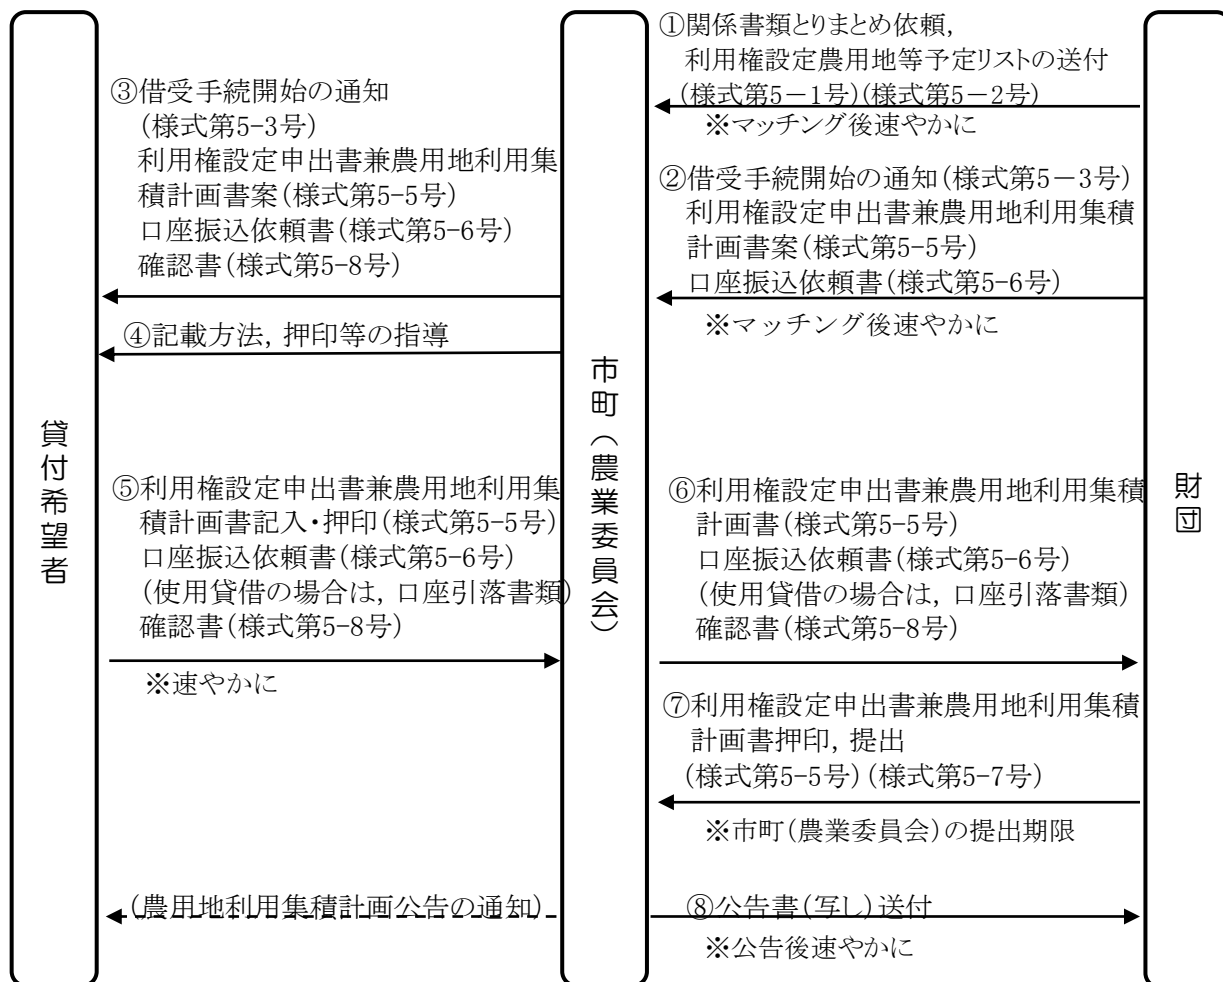 ①関係書類とりまとめ依頼,
利用権設定農用地等予定リストの送付
(様式第5－1号)(様式第5－2号)
※マッチング後速やかに
②借受手続開始の通知(様式第5－3号)
利用権設定申出書兼農用地利用集積
計画書案(様式第5-5号)
口座振込依頼書(様式第5-6号)
※マッチング後速やかに
③借受手続開始の通知
(様式第5-3号)
利用権設定申出書兼農用地利用集
積計画書案(様式第5-5号)
口座振込依頼書(様式第5-6号)
確認書(様式第5-8号)
④記載方法, 押印等の指導
貸付希望者
市町(農業委員会)
財団
⑤利用権設定申出書兼農用地利用集
積計画書記入・押印(様式第5-5号)
口座振込依頼書(様式第5-6号)
(使用貸借の場合は, 口座引落書類)
確認書(様式第5-8号)
※速やかに
⑥利用権設定申出書兼農用地利用集積
計画書(様式第5-5号)
口座振込依頼書(様式第5-6号)
(使用貸借の場合は, 口座引落書類)
確認書(様式第5-8号)
⑦利用権設定申出書兼農用地利用集積
計画書押印, 提出
(様式第5-5号)(様式第5-7号)
※市町(農業委員会)の提出期限
(農用地利用集積計画公告の通知)
⑧公告書(写し)送付
※公告後速やかに